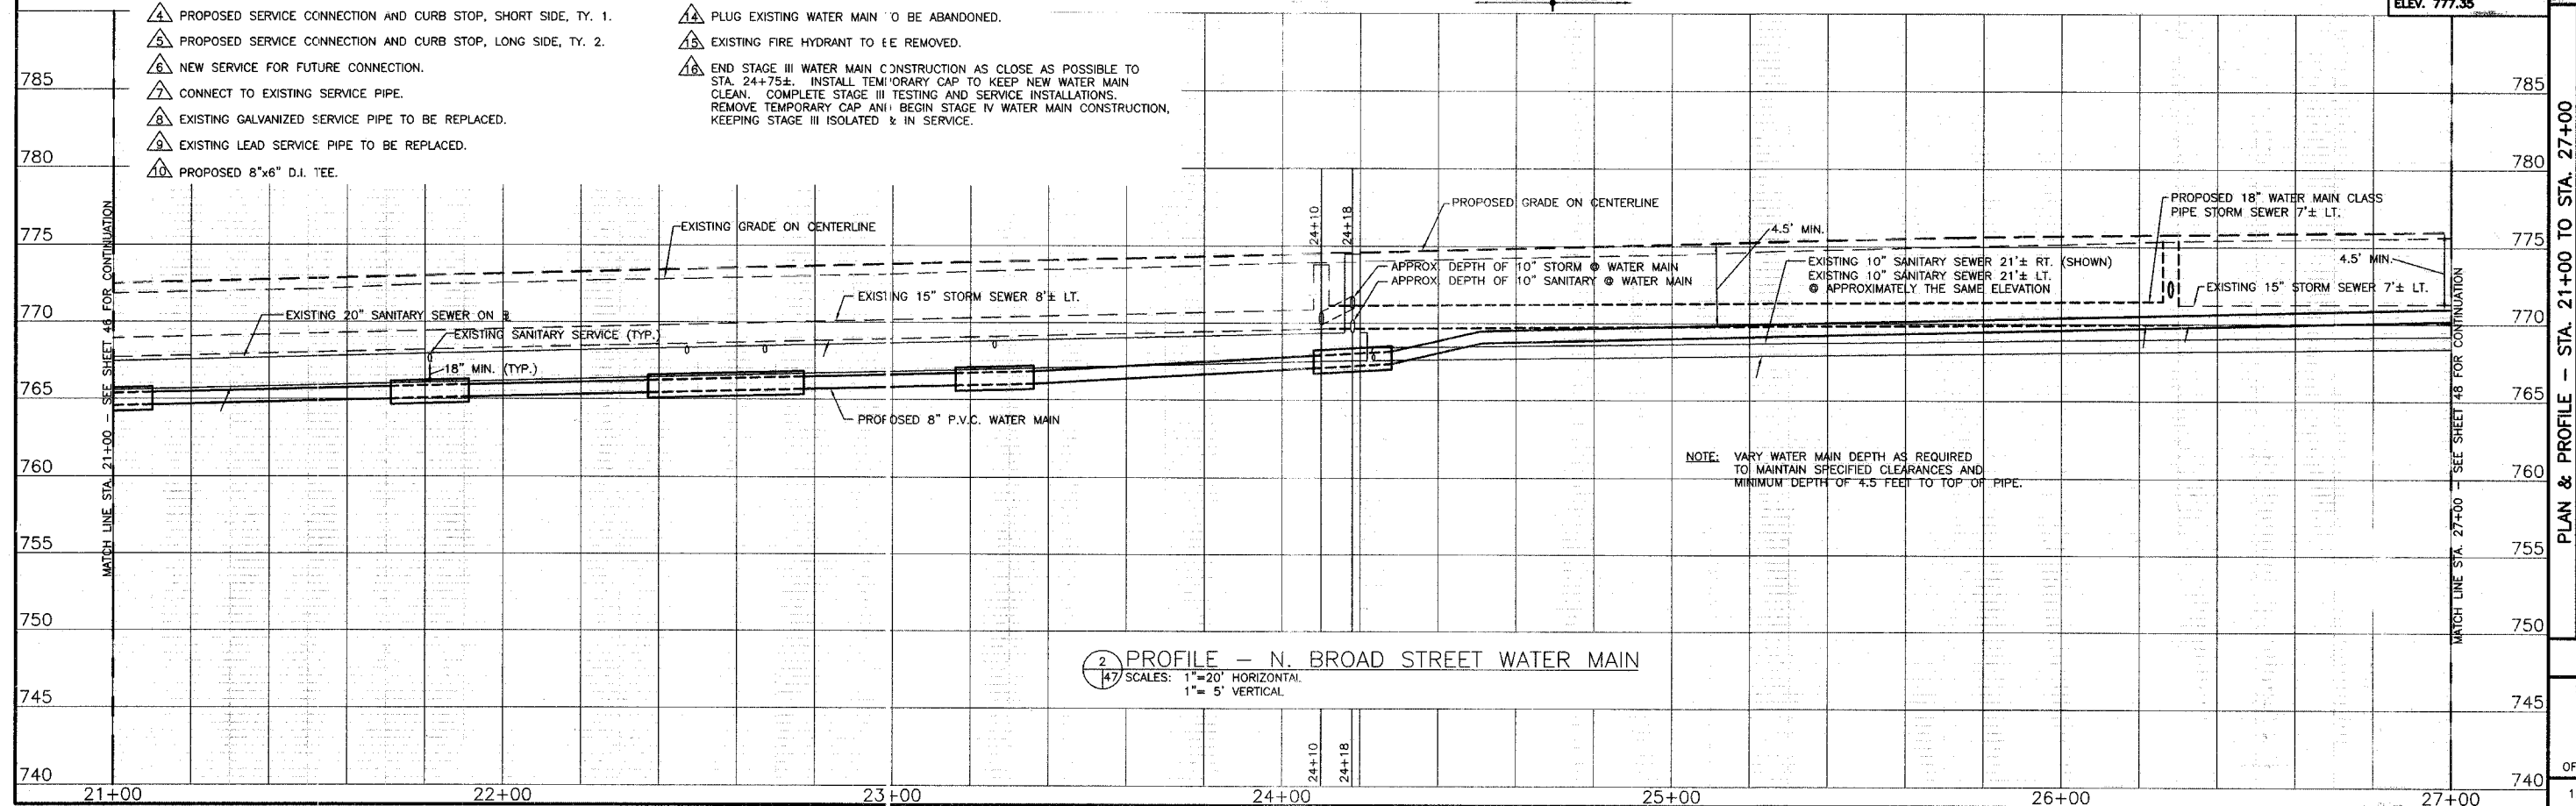 4 PROPOSED SERVICE CONNECTION AND CURB STOP, SHORT SIDE, TY. 1.
5 PROPOSED SERVICE CONNECTION AND CURB STOP, LONG SIDE, TY. 2.
6 NEW SERVICE FOR FUTURE CONNECTION.
7 CONNECT TO EXISTING SERVICE PIPE.
8 EXISTING GALVANIZED SERVICE PIPE TO BE REPLACED.
9 EXISTING LEAD SERVICE PIPE TO BE REPLACED.
10 PROPOSED 8"x6" D.I. TEE.
14 PLUG EXISTING WATER MAIN TO BE ABANDONED.
15 EXISTING FIRE HYDRANT TO BE REMOVED.
16 END STAGE III WATER MAIN CONSTRUCTION AS CLOSE AS POSSIBLE TO
STA. 24+75±. INSTALL TEMPORARY CAP TO KEEP NEW WATER MAIN
CLEAN. COMPLETE STAGE III TESTING AND SERVICE INSTALLATIONS.
REMOVE TEMPORARY CAP AND BEGIN STAGE IV WATER MAIN CONSTRUCTION,
KEEPING STAGE III ISOLATED & IN SERVICE.
ELEV. 777.35
785
780
775
770
765
760
755
750
745
740
MATCH LINE STA. 21+00 - SEE SHEET 46 FOR CONTINUATION
EXISTING GRADE ON CENTERLINE
EXISTING 15" STORM SEWER 8'± LT.
EXISTING 20" SANITARY SEWER ON
EXISTING SANITARY SERVICE (TYP.)
18" MIN. (TYP.)
PROPOSED 8" P.V.C. WATER MAIN
24+10
24+18
PROPOSED GRADE ON CENTERLINE
APPROX. DEPTH OF 10" STORM @ WATER MAIN
APPROX. DEPTH OF 10" SANITARY @ WATER MAIN
4.5' MIN.
EXISTING 10" SANITARY SEWER 21'± RT. (SHOWN)
EXISTING 10" SANITARY SEWER 21'± LT.
@ APPROXIMATELY THE SAME ELEVATION
PROPOSED 18" WATER MAIN CLASS
PIPE STORM SEWER 7'± LT.
4.5' MIN.
EXISTING 15" STORM SEWER 7'± LT.
NOTE: VARY WATER MAIN DEPTH AS REQUIRED
TO MAINTAIN SPECIFIED CLEARANCES AND
MINIMUM DEPTH OF 4.5 FEET TO TOP OF PIPE.
MATCH LINE STA. 27+00 - SEE SHEET 48 FOR CONTINUATION
785
780
775
770
765
760
755
750
745
740
2
47
PROFILE - N. BROAD STREET WATER MAIN
SCALES: 1"=20' HORIZONTAL
1"= 5' VERTICAL
24+10
24+18
21+00
22+00
23+00
24+00
25+00
26+00
27+00
PLAN & PROFILE - STA. 21+00 TO STA. 27+00
OF